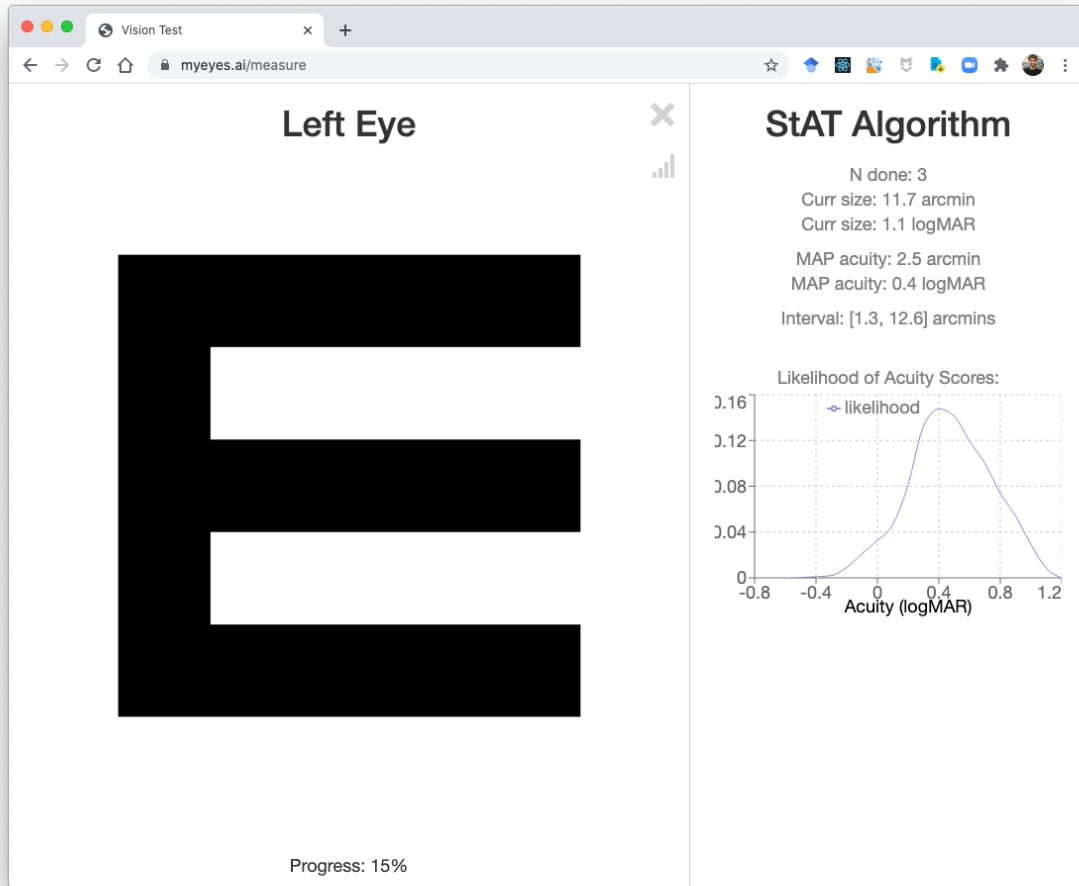 Vision Test
myeyes.ai/measure
Left Eye
E
Progress: 15%
StAT Algorithm
N done: 3
Curr size: 11.7 arcmin
Curr size: 1.1 logMAR
MAP acuity: 2.5 arcmin
MAP acuity: 0.4 logMAR
Interval: [1.3, 12.6] arcmins
Likelihood of Acuity Scores:
likelihood
0.16
0.12
0.08
0.04
0
-0.8 -0.4 0 0.4 0.8 1.2
Acuity (logMAR)